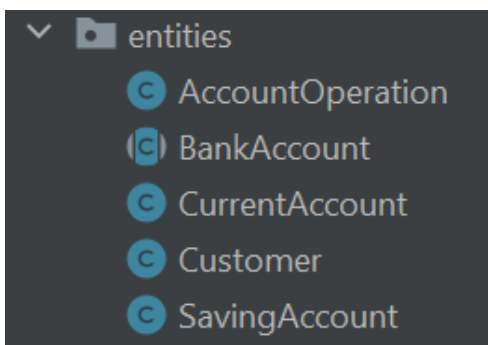 entities
C AccountOperation
C BankAccount
C CurrentAccount
C Customer
C SavingAccount